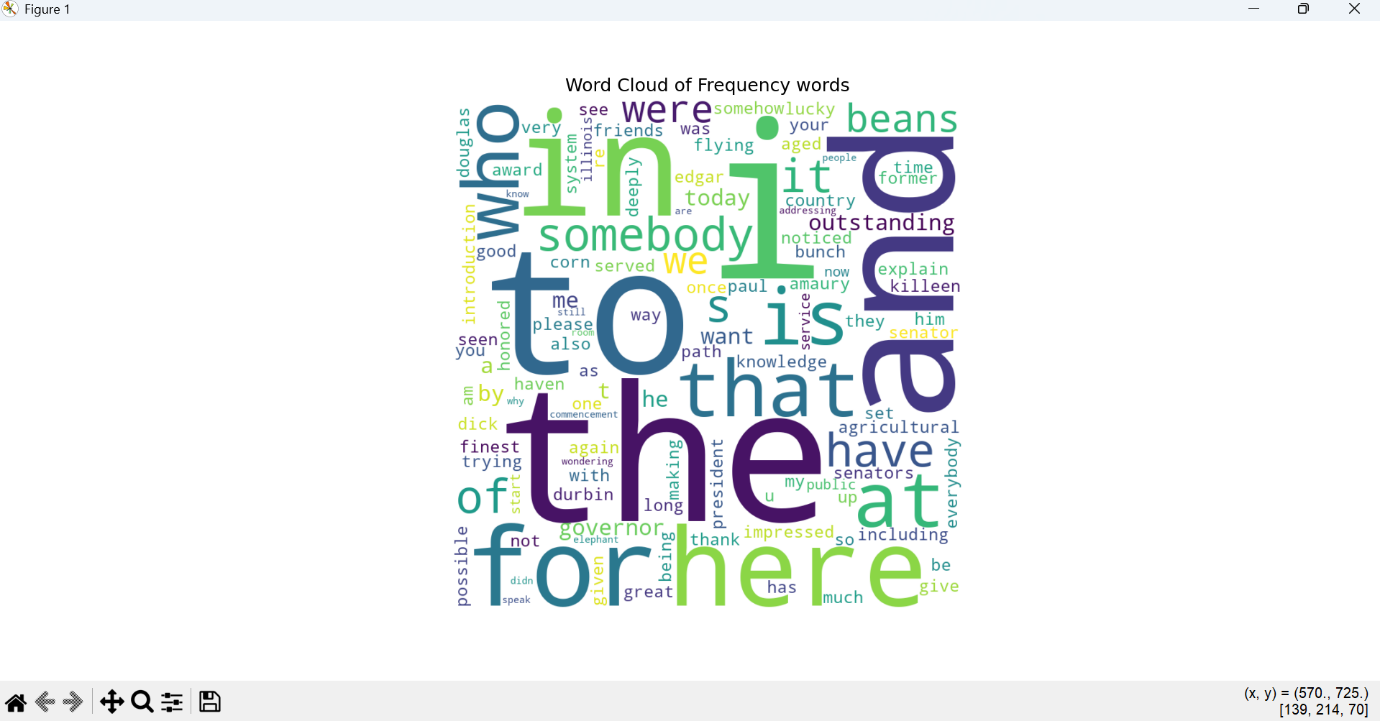 Figure 1
Word Cloud of Frequency words
who
in
i
and
douglas
very
see
were
somehow
lucky
beans
friends
was
your
flying
aged
illinois
system
re
deeply
award
know
edgar
today
are
it
people
time
former
country
addressing
outstanding
introduction
good
somebody
noticed
bunch
corn
served
we
now
explain
killeen
to
once
paul
amaury
me
still
way
s
is
service
they
him
senator
honored
please
room
also
want
path
knowledge
seen
you
a
as
that
am
by
haven
why
t
one
commencement
he
set
agricultural
dick
the
have
finest
trying
again
wondering
with
making
president
senators
everybody
of
start
durbin
long
my
public
u
up
at
possible
not
governor
elephant
being
thank
impressed
so
including
for
here
didn
speak
given
great
has
much
be
give
(x, y) = (570., 725.)
[139, 214, 70]